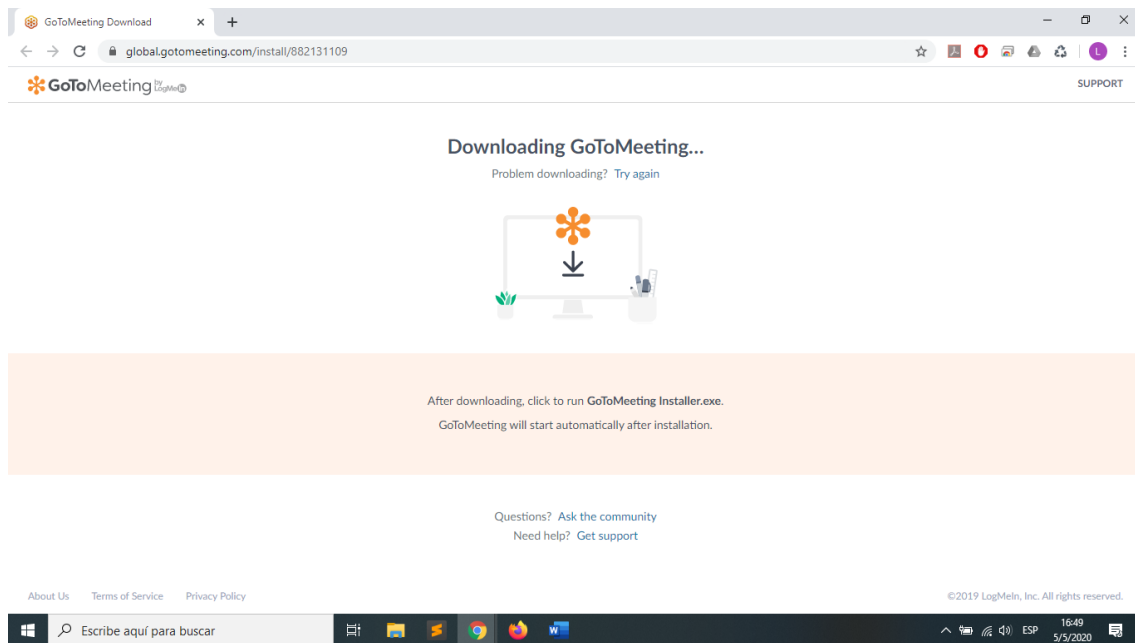 GoToMeeting Download
global.gotomeeting.com/install/882131109
L
GoToMeeting by LogMeIn
SUPPORT
Downloading GoToMeeting...
Problem downloading? Try again
After downloading, click to run GoToMeeting Installer.exe.
GoToMeeting will start automatically after installation.
Questions? Ask the community
Need help? Get support
About Us Terms of Service Privacy Policy
©2019 LogMeIn, Inc. All rights reserved.
Escribe aquí para buscar
W
ESP
16:49
5/5/2020